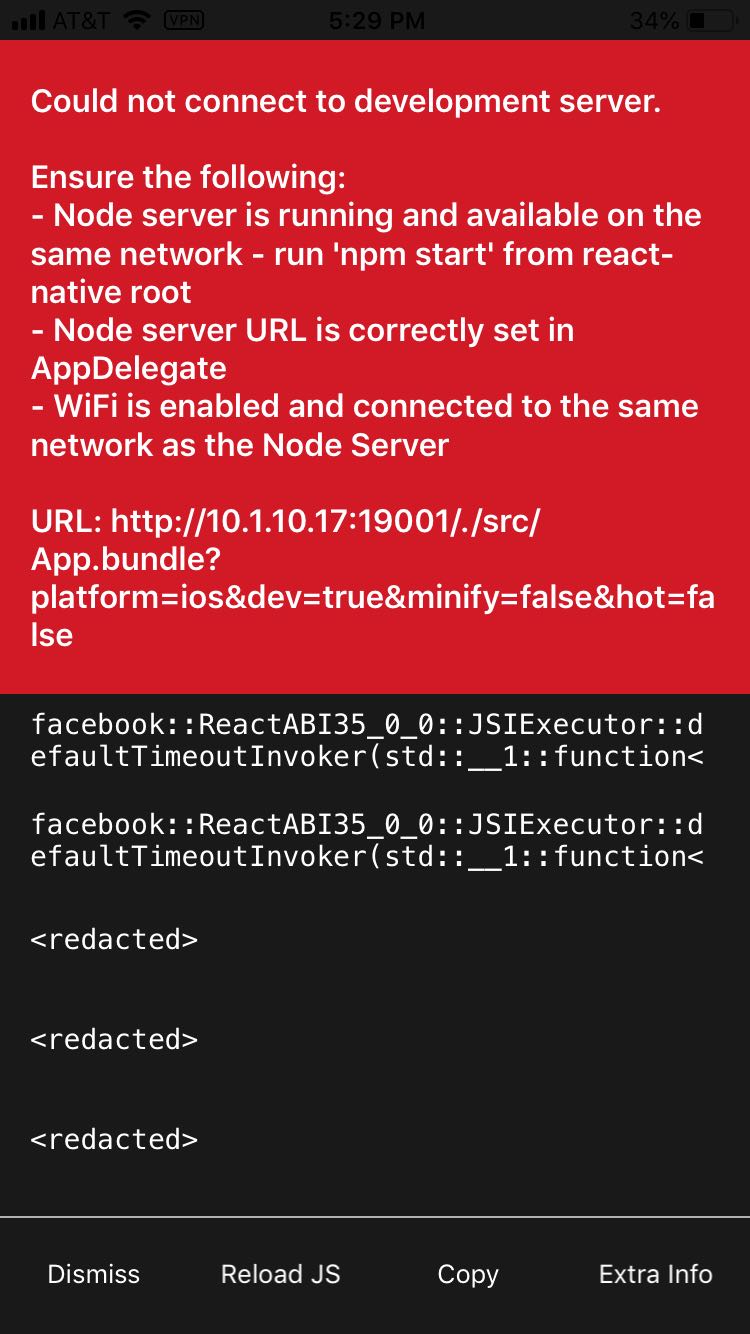 AT&T VPN 5:29 PM 34%
Could not connect to development server.
Ensure the following:
- Node server is running and available on the
same network - run 'npm start' from react-
native root
- Node server URL is correctly set in
AppDelegate
- WiFi is enabled and connected to the same
network as the Node Server
URL: http://10.1.10.17:19001/./src/
App.bundle?
platform=ios&dev=true&minify=false&hot=fa
lse
facebook::ReactABI35_0_0::JSIExecutor::d
efaultTimeoutInvoker(std::__1::function<
facebook::ReactABI35_0_0::JSIExecutor::d
efaultTimeoutInvoker(std::__1::function<
<redacted>
<redacted>
<redacted>
Dismiss Reload JS Copy Extra Info